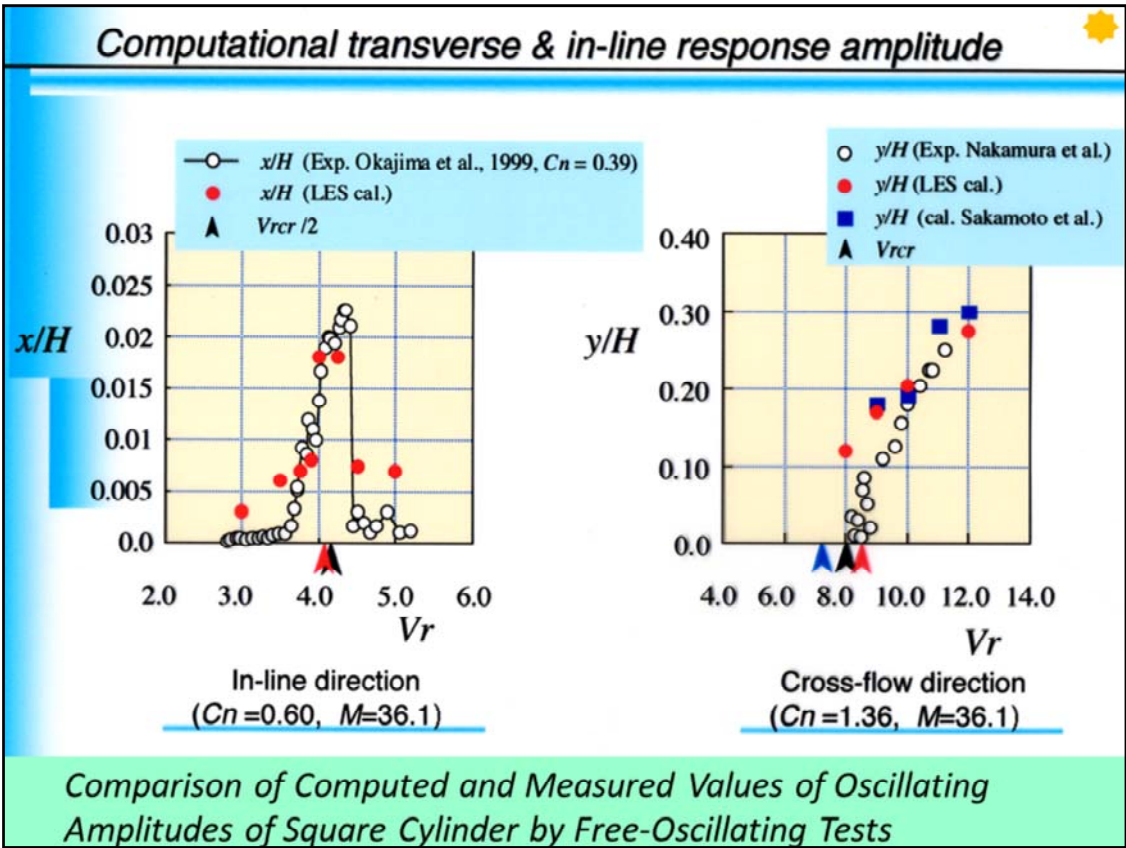 Computational transverse & in-line response amplitude
x/H (Exp. Okajima et al., 1999, Cn = 0.39)
x/H (LES cal.)
Vrcr /2
0.03
0.025
0.02
0.015
0.01
0.005
0.0
x/H
2.0 3.0 4.0 5.0 6.0
Vr
In-line direction
(Cn =0.60, M=36.1)
y/H (Exp. Nakamura et al.)
y/H (LES cal.)
y/H (cal. Sakamoto et al.)
Vrcr
0.40
0.30
0.20
0.10
0.0
y/H
4.0 6.0 8.0 10.0 12.0 14.0
Vr
Cross-flow direction
(Cn =1.36, M=36.1)
Comparison of Computed and Measured Values of Oscillating
Amplitudes of Square Cylinder by Free-Oscillating Tests